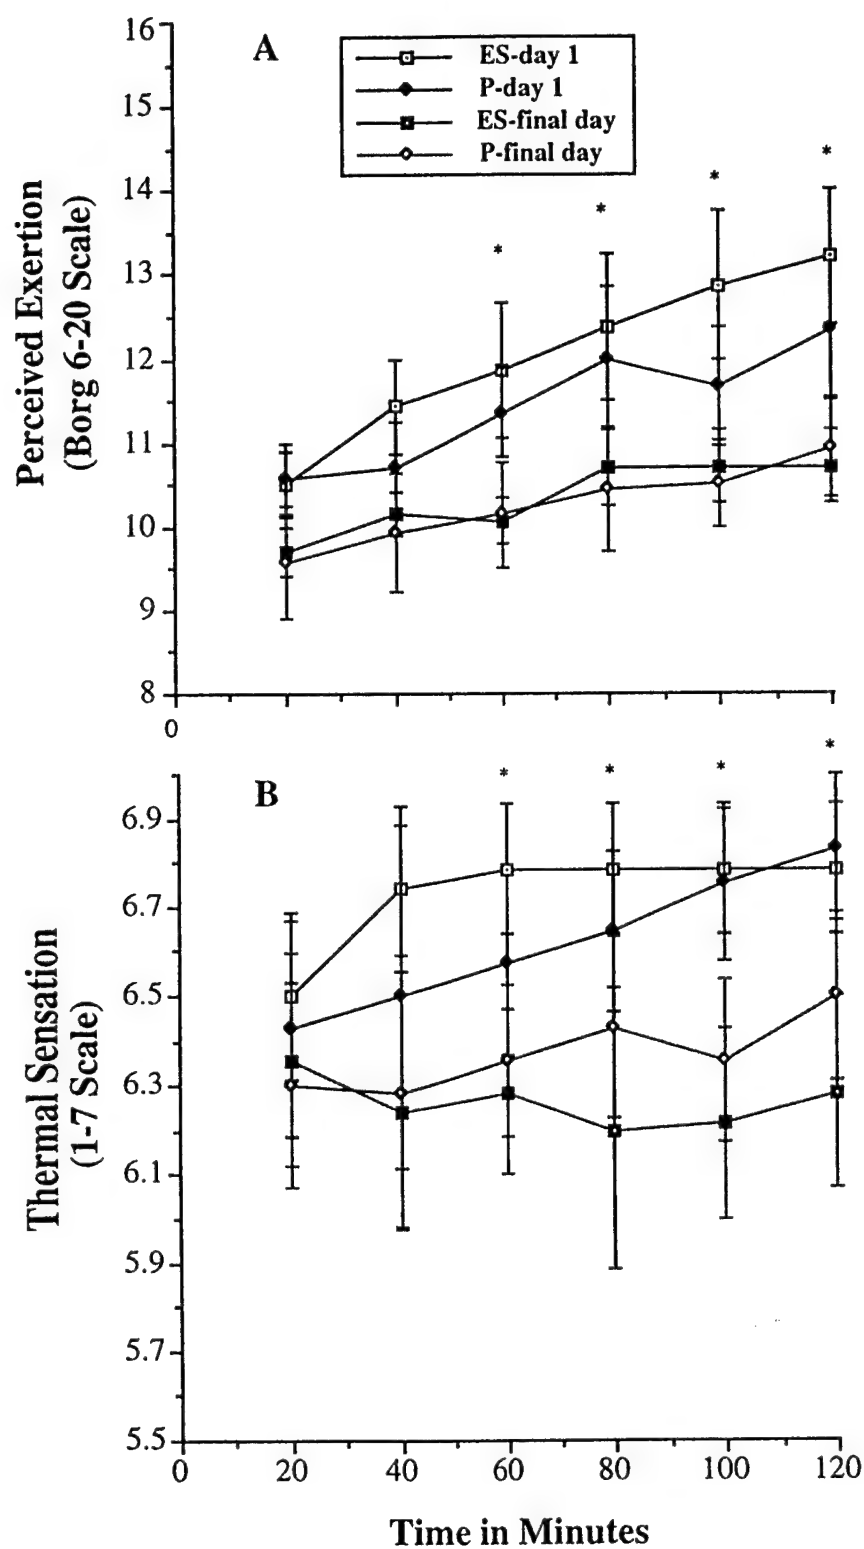 A
ES-day 1
P-day 1
ES-final day
P-final day
Perceived Exertion
(Borg 6-20 Scale)
16
15
14
13
12
11
10
9
8
0
*
*
*
*
B
Thermal Sensation
(1-7 Scale)
6.9
6.7
6.5
6.3
6.1
5.9
5.7
5.5
*
*
*
*
0 20 40 60 80 100 120
Time in Minutes